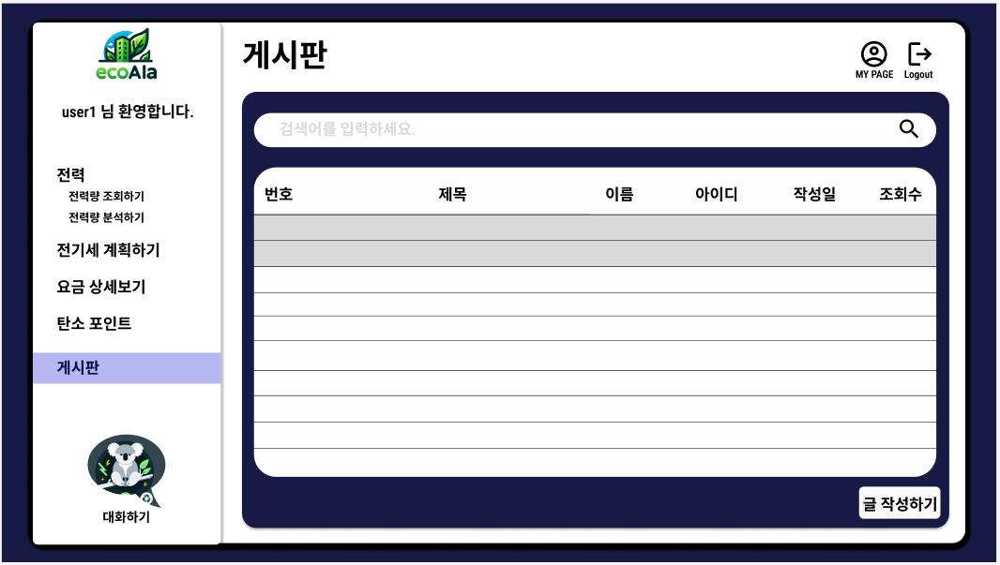 ecoAla
user1 님 환영합니다.
전력
전력량 조회하기
전력량 분석하기
전기세 계획하기
요금 상세보기
탄소 포인트
게시판
대화하기
게시판
MY PAGE
Logout
검색어를 입력하세요.
번호 제목 이름 아이디 작성일 조회수
글 작성하기